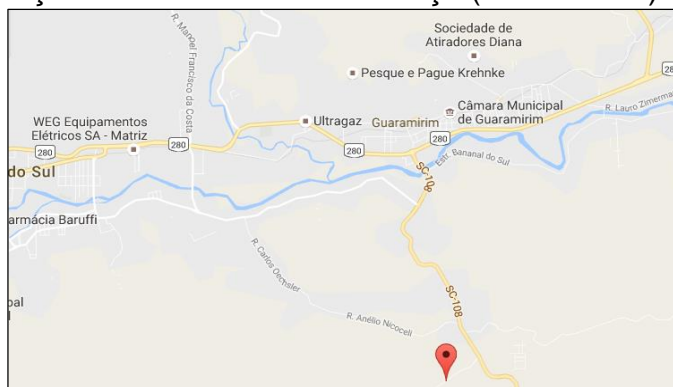 R. Manoel Francisco da Costa
Sociedade de
Atiradores Diana
Pesque e Pague Krehnke
280
WEG Equipamentos
Elétricos SA - Matriz
Ultragaz
Guaramirim
Câmara Municipal
de Guaramirim
R. Lauro Zimerman
280
280
280
280
Estr. Bananal do Sul
do Sul
SC-108
armácia Baruffi
R. Carlos Oechsler
pal
SC-108
R. Anélio Nicocell